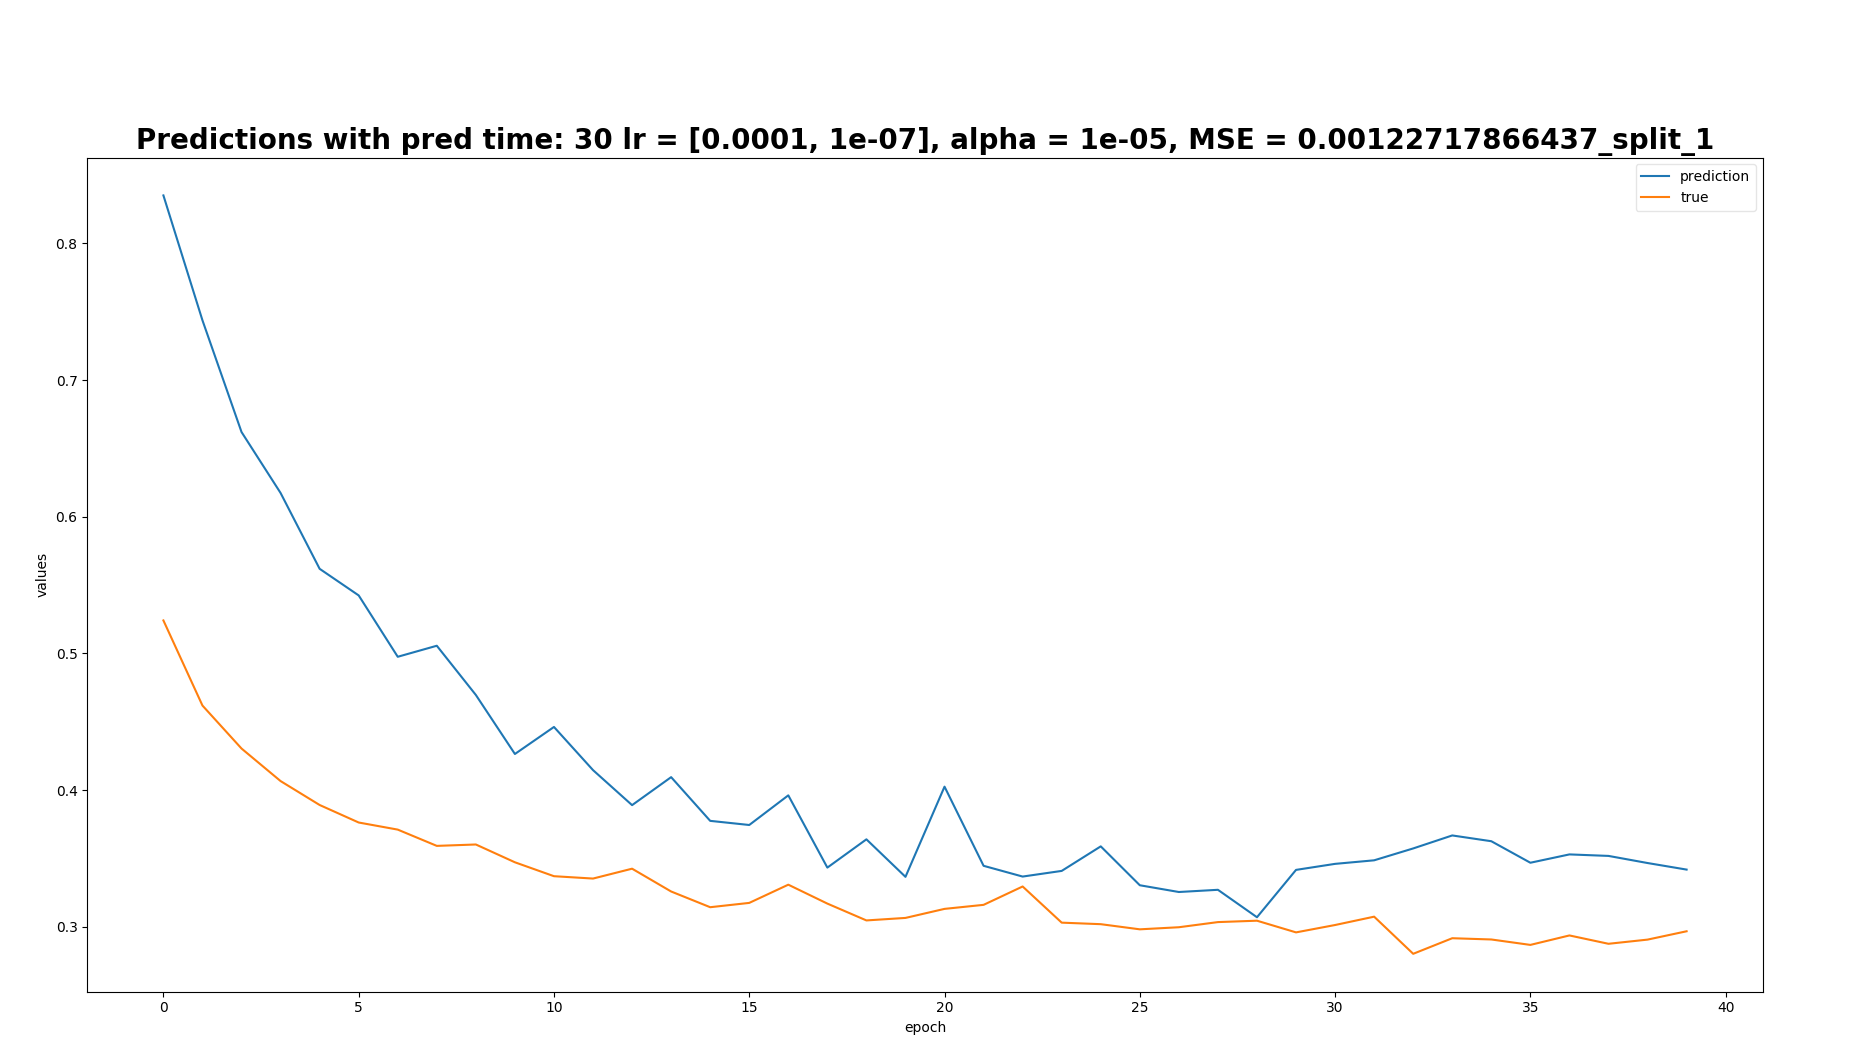 Predictions with pred time: 30 lr = [0.0001, 1e-07], alpha = 1e-05, MSE = 0.00122717866437_split_1
prediction
true
0.8
0.7
0.6
0.5
0.4
0.3
values
0 5 10 15 20 25 30 35 40
epoch